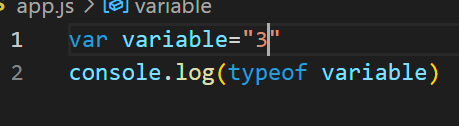 app.js > variable
1 var variable="3"
2 console.log(typeof variable)